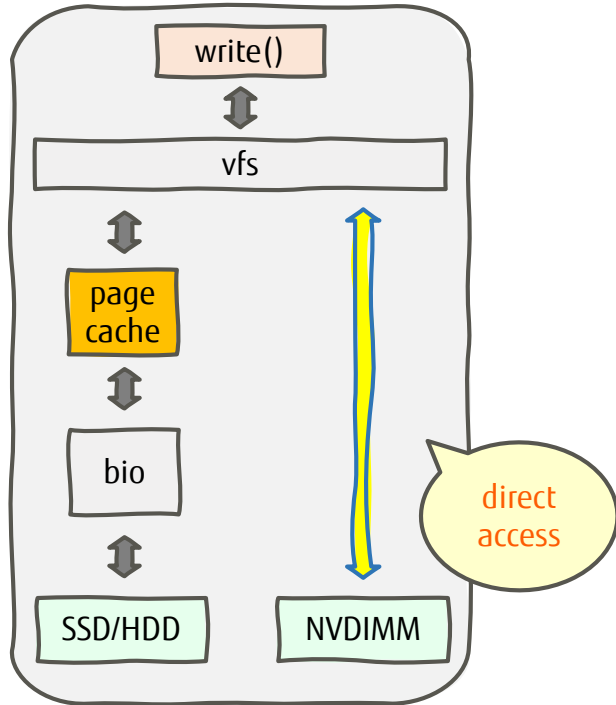 write()
vfs
page
cache
bio
direct
access
SSD/HDD
NVDIMM